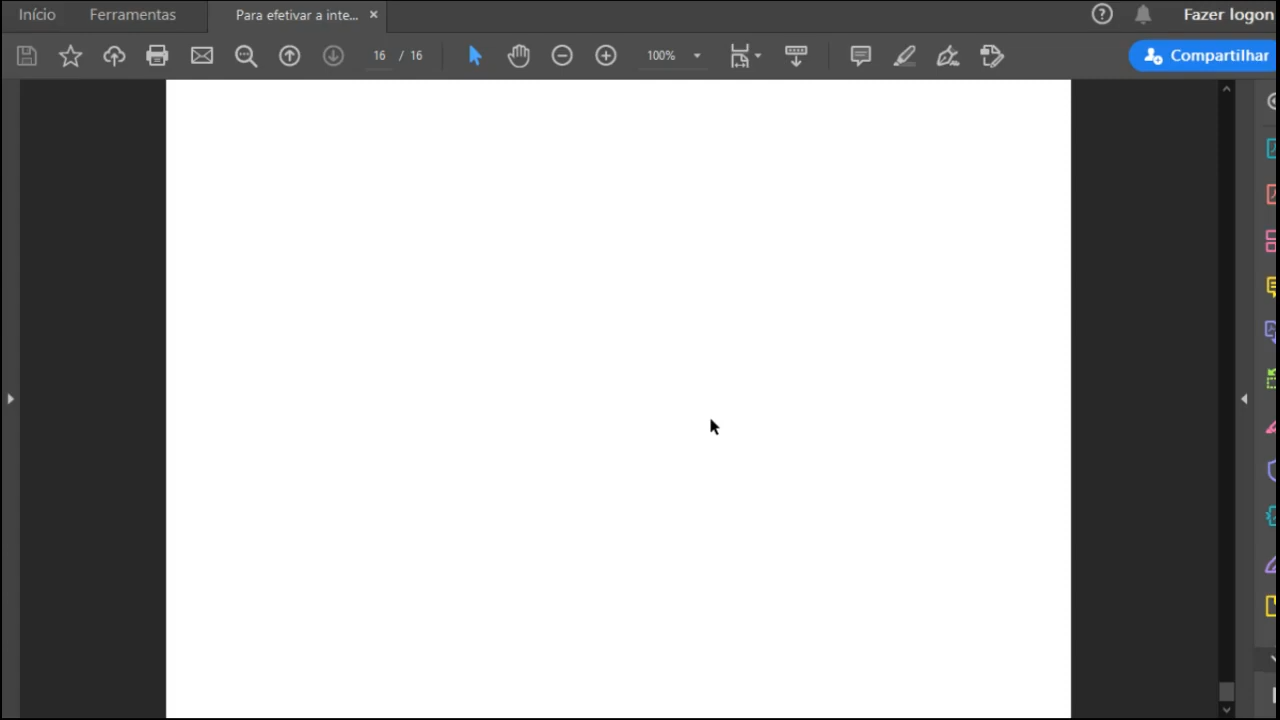 Início Ferramentas Para efetivar a inte... × Fazer logon
16 / 16 100% Compartilhar